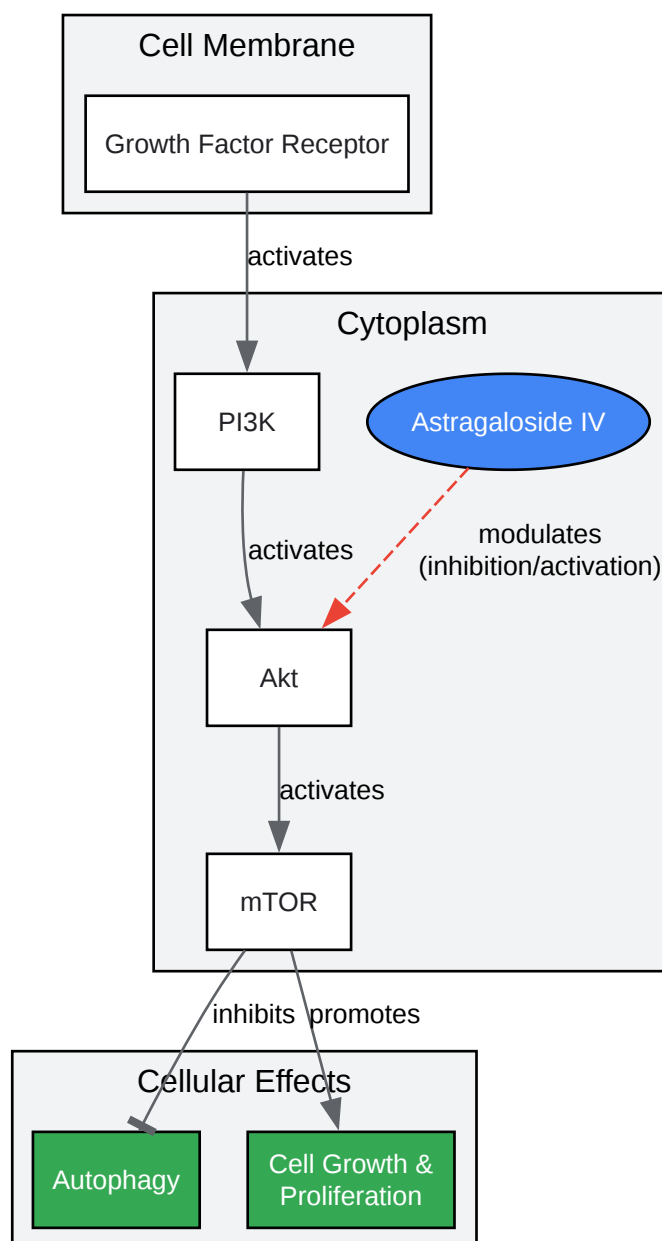 Cell Membrane
Growth Factor Receptor
activates
Cytoplasm
PI3K
Astragaloside IV
activates
modulates
(inhibition/activation)
Akt
activates
mTOR
inhibits
promotes
Cellular Effects
Autophagy
Cell Growth &
Proliferation